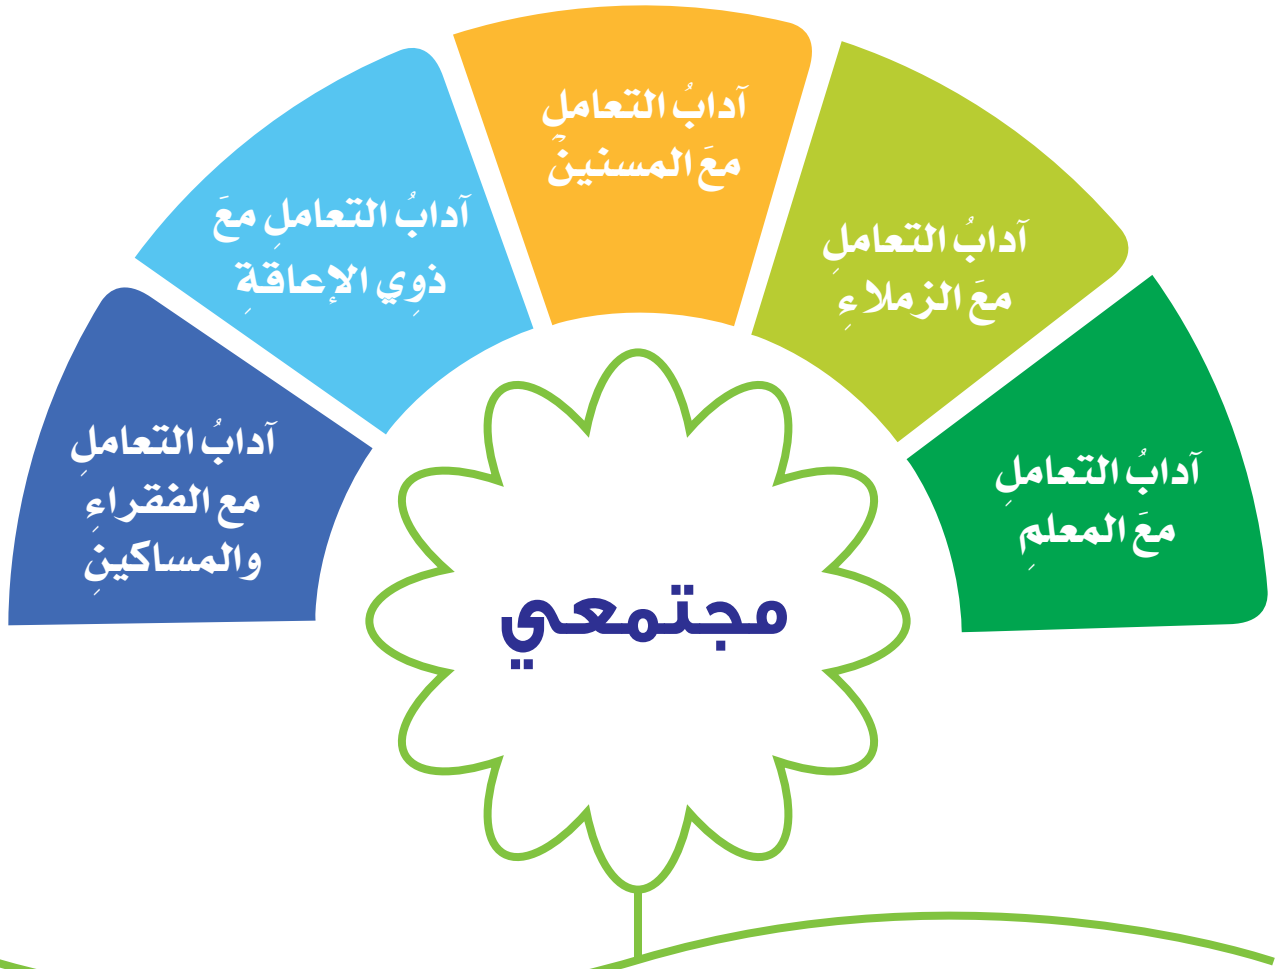 آدابُ التعاملِ
معَ المعلمِ
آدابُ التعاملِ
معَ الزملاءِ
آدابُ التعاملِ
معَ المسنينَ
آدابُ التعاملِ معَ
ذوِي الإعاقةِ
آدابُ التعاملِ
مع الفقراءِ
والمساكينِ
مجتمعي